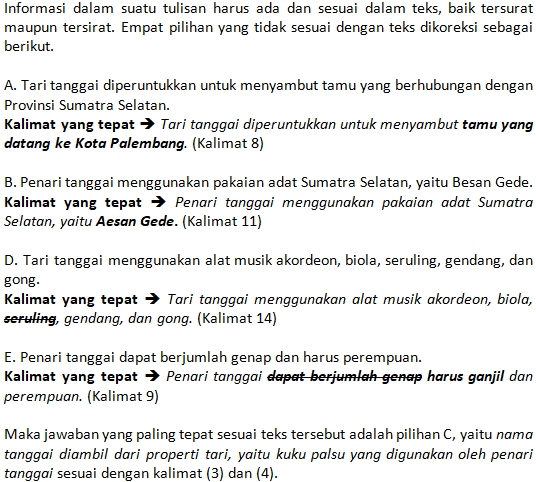 Informasi dalam suatu tulisan harus ada dan sesuai dalam teks, baik tersurat
maupun tersirat. Empat pilihan yang tidak sesuai dengan teks dikoreksi sebagai
berikut.
A. Tari tanggai diperuntukkan untuk menyambut tamu yang berhubungan dengan
Provinsi Sumatra Selatan.
Kalimat yang tepat ➔ Tari tanggai diperuntukkan untuk menyambut tamu yang
datang ke Kota Palembang. (Kalimat 8)
B. Penari tanggai menggunakan pakaian adat Sumatra Selatan, yaitu Besan Gede.
Kalimat yang tepat ➔ Penari tanggai menggunakan pakaian adat Sumatra
Selatan, yaitu Aesan Gede. (Kalimat 11)
D. Tari tanggai menggunakan alat musik akordeon, biola, seruling, gendang, dan
gong.
Kalimat yang tepat ➔ Tari tanggai menggunakan alat musik akordeon, biola,
seruling, gendang, dan gong. (Kalimat 14)
E. Penari tanggai dapat berjumlah genap dan harus perempuan.
Kalimat yang tepat ➔ Penari tanggai dapat berjumlah genap harus ganjil dan
perempuan. (Kalimat 9)
Maka jawaban yang paling tepat sesuai teks tersebut adalah pilihan C, yaitu nama
tanggai diambil dari properti tari, yaitu kuku palsu yang digunakan oleh penari
tanggai sesuai dengan kalimat (3) dan (4).